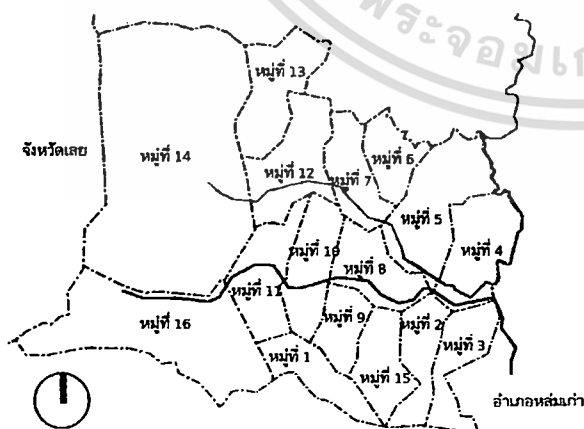 พระจอมเก
หมู่ที่ 13
จังหวัดเลย
หมู่ที่ 14
หมู่ที่ 12
หมู่ที่ 7
หมู่ที่ 6
หมู่ที่ 5
หมู่ที่ 4
หมู่ที่ 10
หมู่ที่ 8
หมู่ที่ 11
หมู่ที่ 16
หมู่ที่ 9
หมู่ที่ 2
หมู่ที่ 3
หมู่ที่ 1
หมู่ที่ 15
อำเภอหล่มเก่า